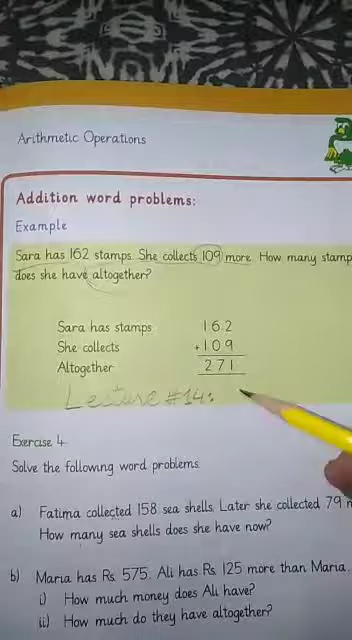 Arithmetic Operations
Addition word problems:
Example
Sara has 162 stamps. She collects 109 more. How many stamp
does she have altogether?
Sara has stamps 162
She collects +109
Altogether 271
Lecture #14:
Exercise 4
Solve the following word problems.
a) Fatima collected 158 sea shells. Later she collected 79
How many sea shells does she have now?
b) Maria has Rs. 575. Ali has Rs. 125 more than Maria.
i) How much money does Ali have?
ii) How much do they have altogether?